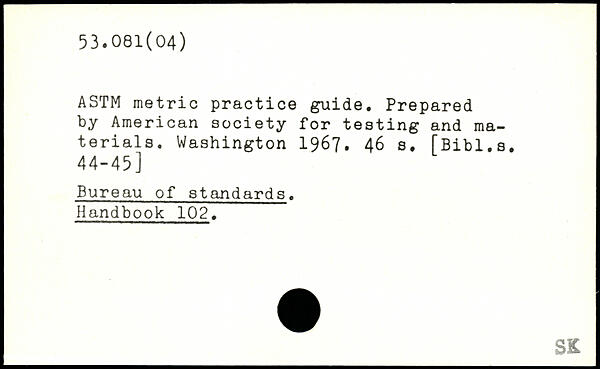 53.081(04)
ASTM metric practice guide. Prepared
by American society for testing and ma-
terials. Washington 1967. 46 s. [Bibl.s.
44-45]
Bureau of standards.
Handbook 102.
SK